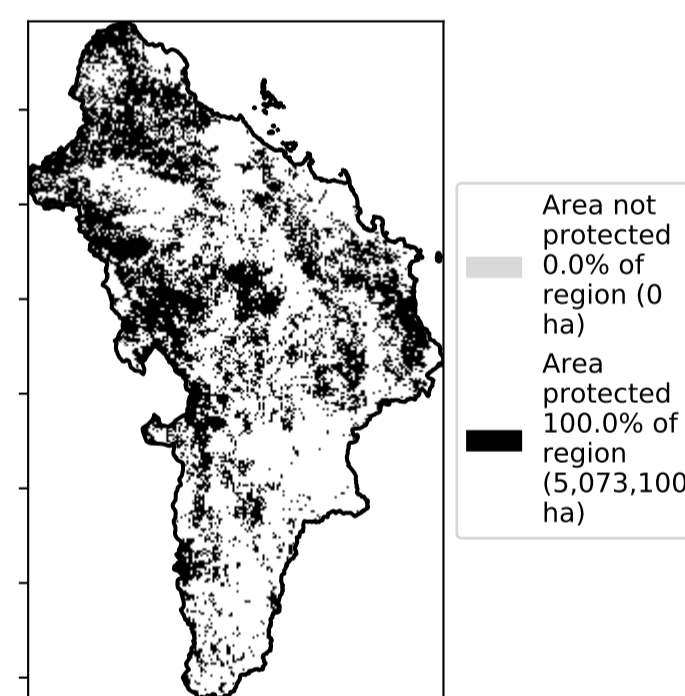 Area not
protected
0.0% of
region (0
ha)
Area
protected
100.0% of
region
(5,073,100
ha)